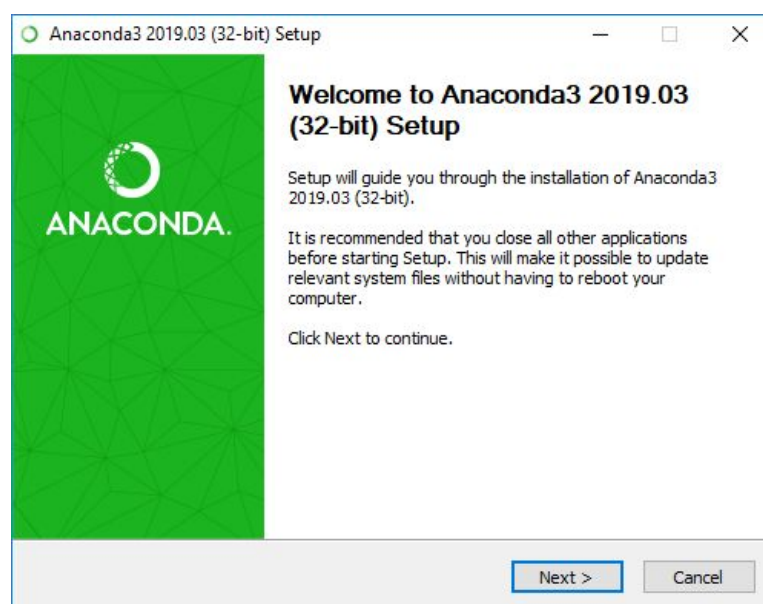 Anaconda3 2019.03 (32-bit) Setup
ANACONDA.
Welcome to Anaconda3 2019.03
(32-bit) Setup
Setup will guide you through the installation of Anaconda3
2019.03 (32-bit).
It is recommended that you close all other applications
before starting Setup. This will make it possible to update
relevant system files without having to reboot your
computer.
Click Next to continue.
Next >
Cancel